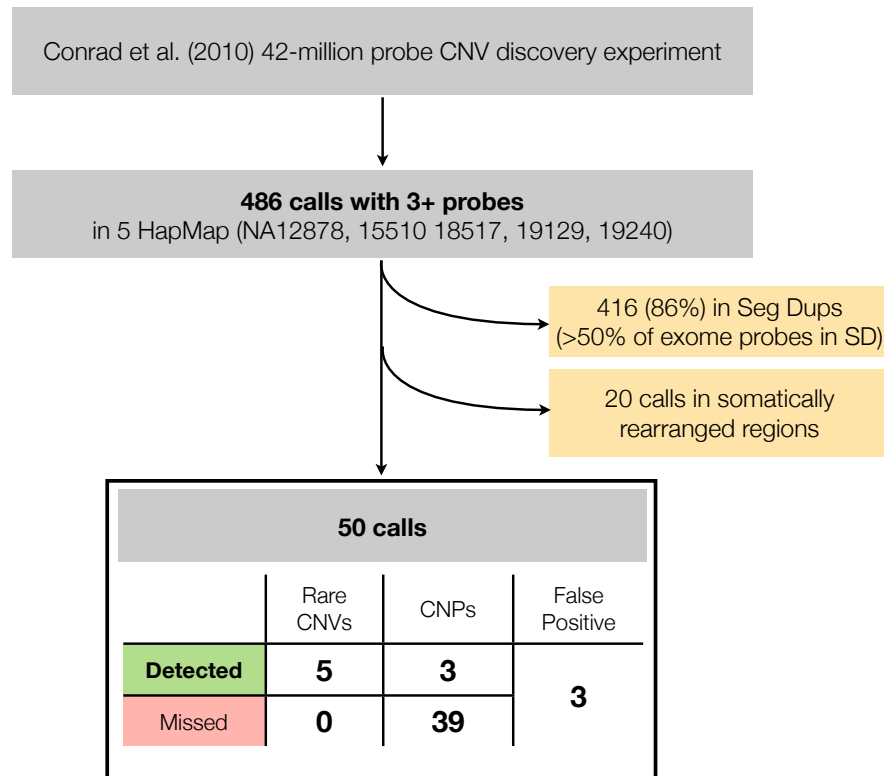 Conrad et al. (2010) 42-million probe CNV discovery experiment
486 calls with 3+ probes
in 5 HapMap (NA12878, 15510 18517, 19129, 19240)
416 (86%) in Seg Dups
(>50% of exome probes in SD)
20 calls in somatically
rearranged regions
50 calls
Rare
CNVs
CNPs
False
Positive
Detected
5
3
3
Missed
0
39